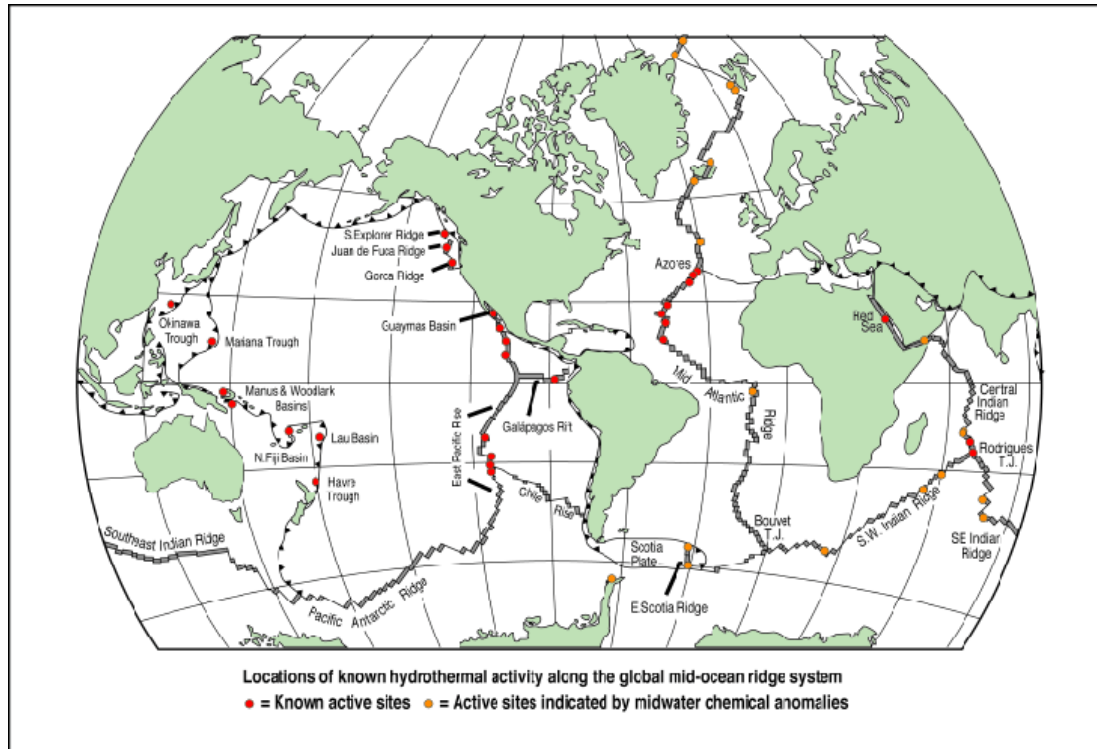 S.Explorer Ridge
Juan de Fuca Ridge
Gorca Ridge
Azores
Okinawa
Trough
Guaymas Basin
Red
Sea
Mariana Trough
Manus & Woodlark
Basins
Mid
Atlantic
Ridge
Central
Indian
Ridge
Galápagos Rift
East Pacific Rise
N.Fiji Basin
Lau Basin
Rodrigues
T.J.
Havre
Trough
Chile
Rise
S.W. Indian Ridge
Southeast Indian Ridge
Bouvet
T.J.
SE Indian
Ridge
Scotia
Plate
Pacific Antarctic Ridge
E.Scotia Ridge
Locations of known hydrothermal activity along the global mid-ocean ridge system
= Known active sites = Active sites indicated by midwater chemical anomalies